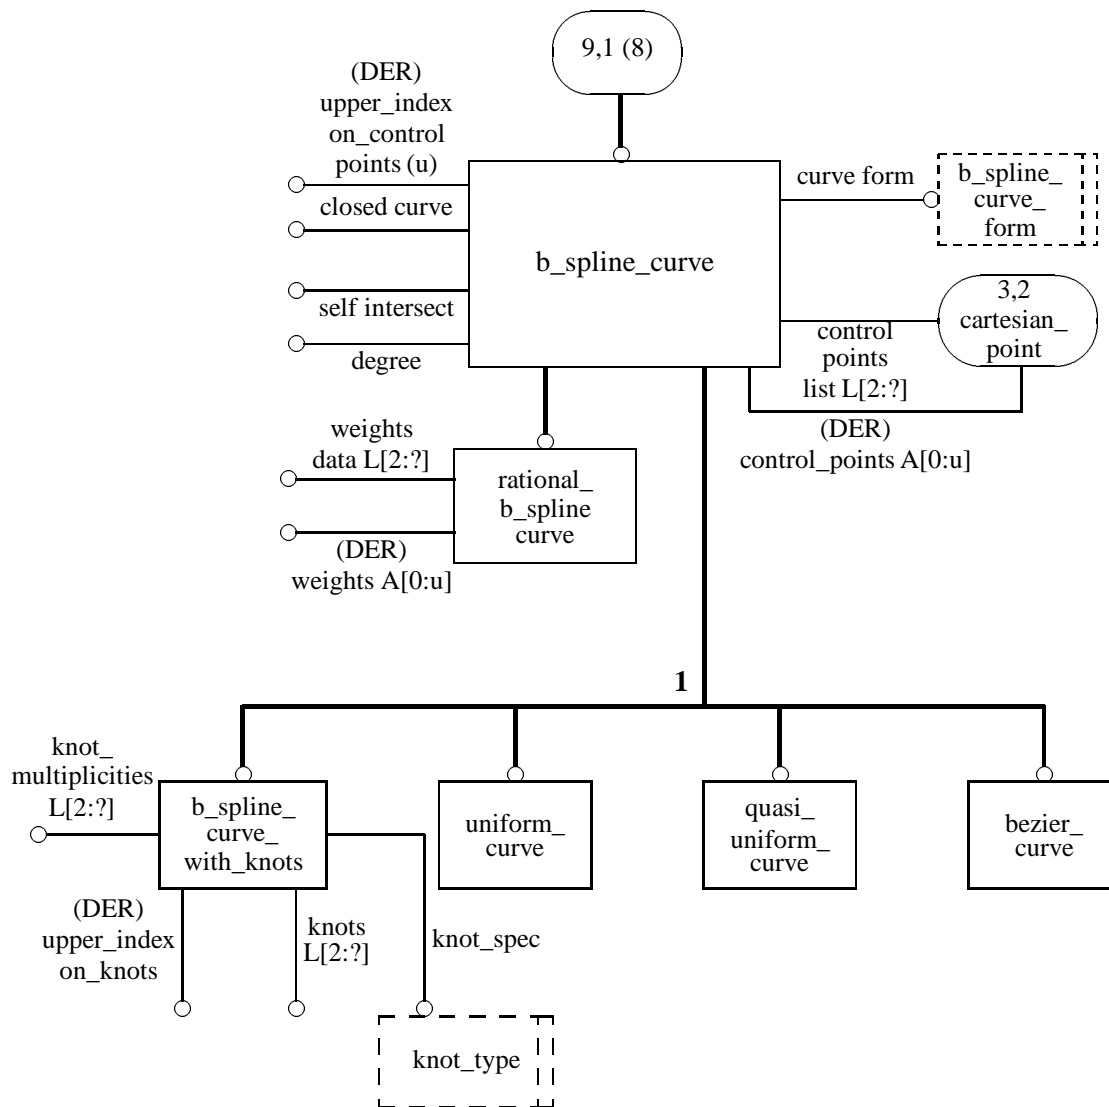 9,1 (8)
(DER)
upper_index
on_control
points (u)
closed curve
self intersect
degree
b_spline_curve
curve form
b_spline_
curve_
form
3,2
cartesian_
point
control
points
list L[2:?]
(DER)
control_points A[0:u]
weights
data L[2:?]
rational_
b_spline
curve
(DER)
weights A[0:u]
1
knot_
multiplicities
L[2:?]
b_spline_
curve_
with_knots
uniform_
curve
quasi_
uniform_
curve
bezier_
curve
(DER)
upper_index
on_knots
knots
L[2:?]
knot_spec
knot_type